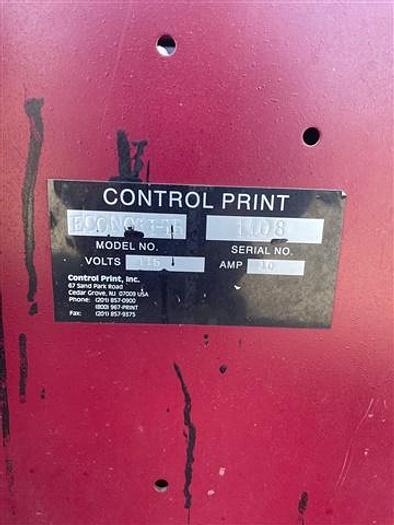 CONTROL PRINT
1108
MODEL NO. SERIAL NO.
VOLTS 115 AMP 10
Control Print, Inc.
67 Sand Park Road
Cedar Grove, NJ 07009 USA
Phone: (201) 857-0900
(800) 967-PRINT
Fax: (201) 857-9375